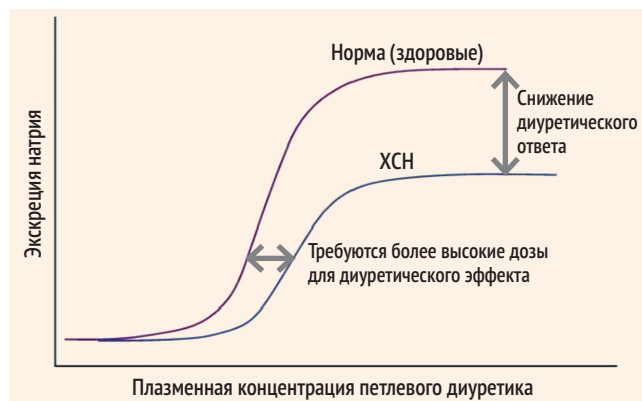 Норма (здоровые)
Снижение
диуретического
ответа
ХСН
Требуются более высокие дозы
для диуретического эффекта
Экскреция натрия
Плазменная концентрация петлевого диуретика